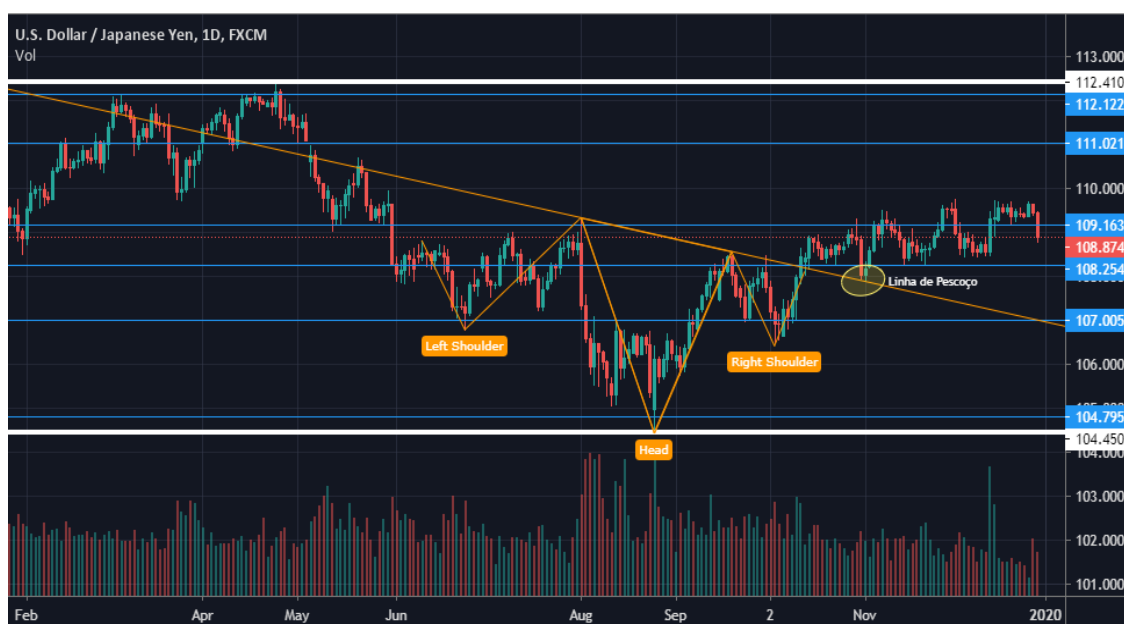 U.S. Dollar / Japanese Yen, 1D, FXCM
Vol
113.000
112.410
112.122
111.021
110.000
109.163
108.874
108.254
Linha de Pescoço
107.005
Left Shoulder
Right Shoulder
106.000
104.795
Head
104.450
104.000
103.000
102.000
101.000
Feb
Apr
May
Jun
Aug
Sep
2
Nov
2020